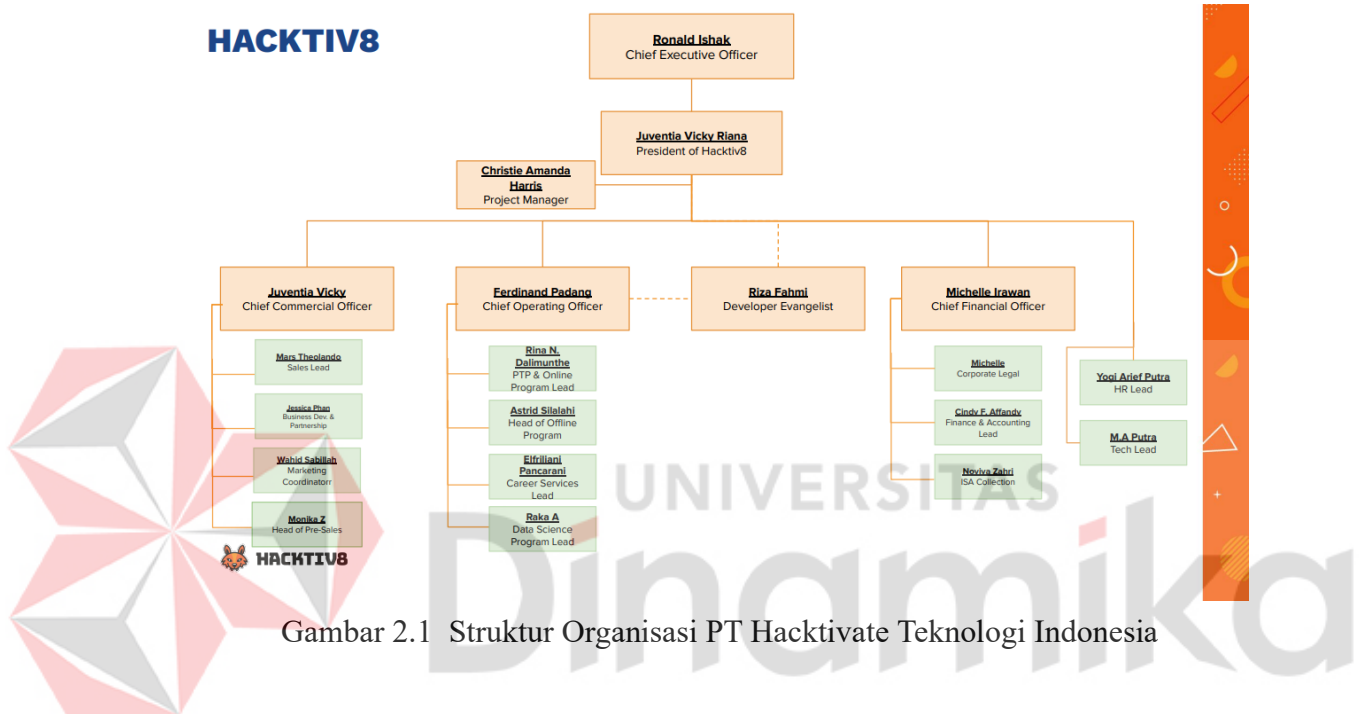 HACKTIV8
Ronald Ishak
Chief Executive Officer
Juventia Vicky Riana
President of Hacktiv8
Christie Amanda
Harris
Project Manager
Juventia Vicky
Chief Commercial Officer
Ferdinand Padang
Chief Operating Officer
Riza Fahmi
Developer Evangelist
Michelle Irawan
Chief Financial Officer
Mars Theolando
Sales Lead
Jessica Phan
Business Dev. &
Partnership
Wahid Sabillah
Marketing
Coordinatorr
Monika Z
Head of Pre-Sales
Rina N.
Dalimunthe
PTP & Online
Program Lead
Astrid Silalahi
Head of Offline
Program
Elfriliani
Pancarani
Career Services
Lead
Raka A
Data Science
Program Lead
Michelle
Corporate Legal
Cindy F. Affandy
Finance & Accounting
Lead
Noviva Zahri
ISA Collection
Yogi Arief Putra
HR Lead
M.A Putra
Tech Lead
HACKTIV8
UNIVERSITAS
Dinamika
Gambar 2.1 Struktur Organisasi PT Hacktivate Teknologi Indonesia